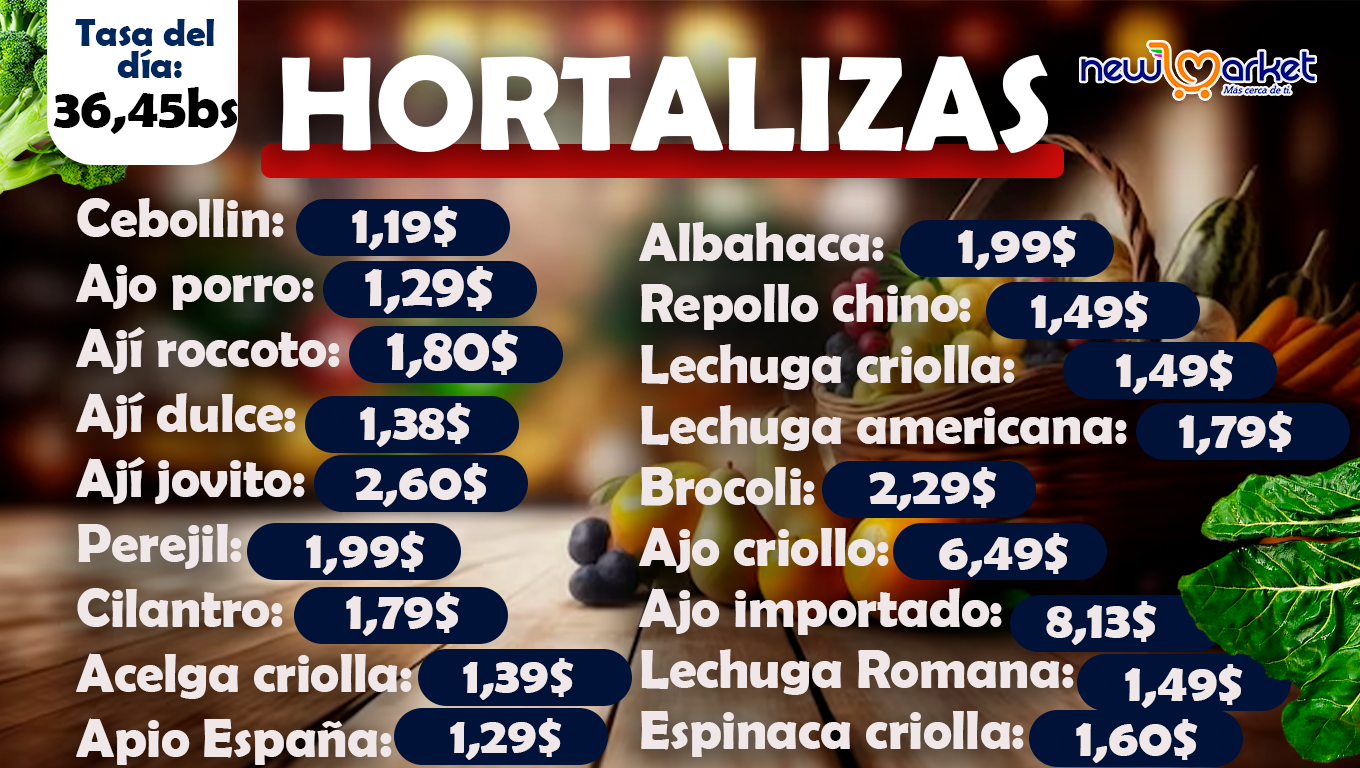 Tasa del
día:
36,45bs
HORTALIZAS
new market
Más cerca de ti.
Cebollin: 1,19$
Ajo porro: 1,29$
Ají roccoto: 1,80$
Ají dulce: 1,38$
Ají jovito: 2,60$
Perejil: 1,99$
Cilantro: 1,79$
Acelga criolla: 1,39$
Apio España: 1,29$
Albahaca: 1,99$
Repollo chino: 1,49$
Lechuga criolla: 1,49$
Lechuga americana: 1,79$
Brocoli: 2,29$
Ajo criollo: 6,49$
Ajo importado: 8,13$
Lechuga Romana: 1,49$
Espinaca criolla: 1,60$